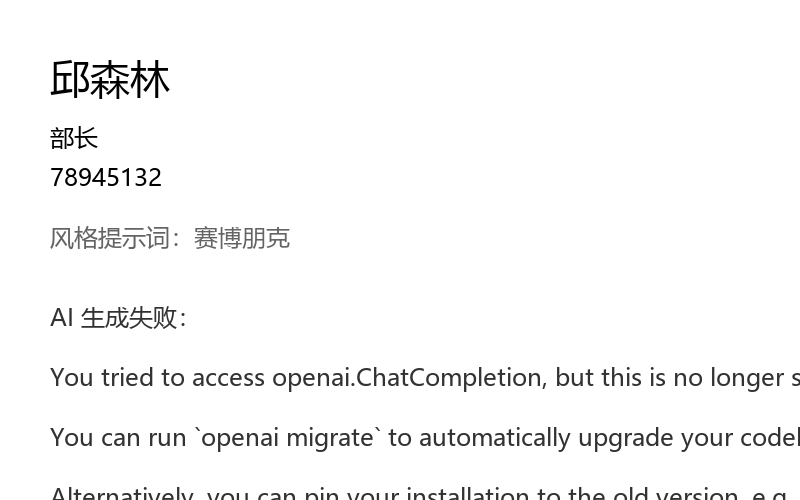 邱森林
部长
78945132
风格提示词：赛博朋克
AI 生成失败：
You tried to access openai.ChatCompletion, but this is no longer s
You can run `openai migrate` to automatically upgrade your codel
Alternatively, you can pin your installation to the old version, e.g.